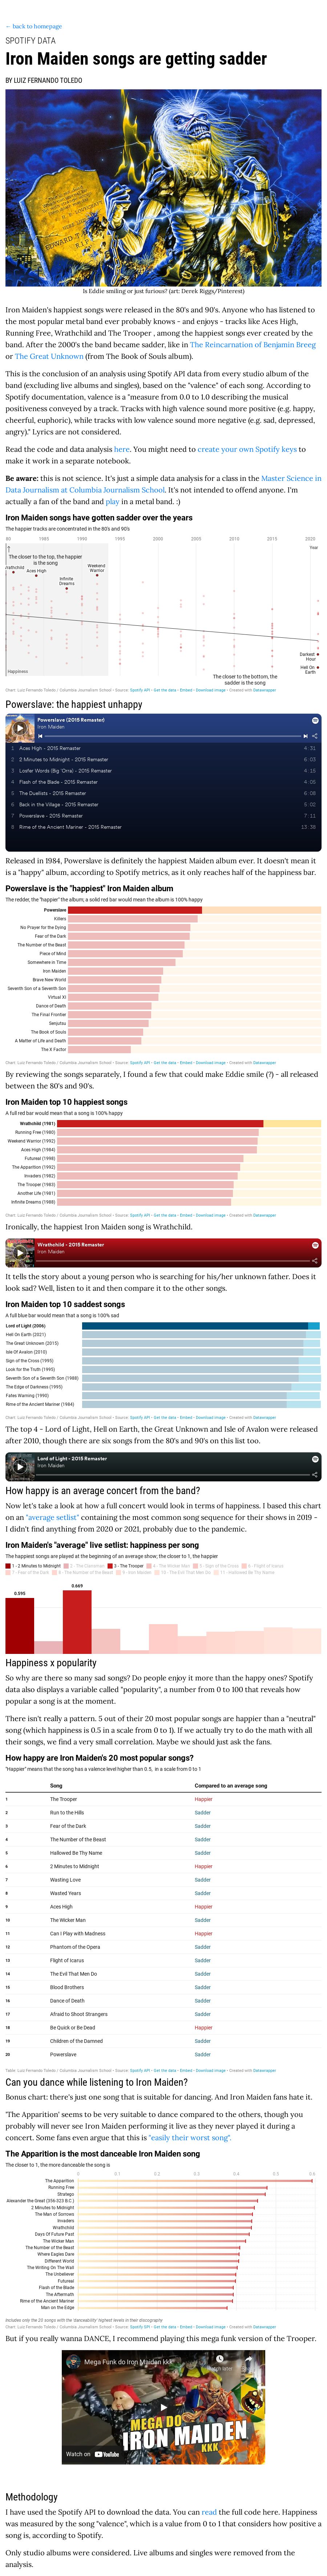 ← back to homepage
SPOTIFY DATA
Iron Maiden songs are getting sadder
BY LUIZ FERNANDO TOLEDO
Is Eddie smiling or just furious? (art: Derek Riggs/Pinterest)
Iron Maiden's happiest songs were released in the 80's and 90's. Anyone who has listened to
the most popular metal band ever probably knows - and enjoys - tracks like Aces High,
Running Free, Wrathchild and The Trooper , among the happiest songs ever created by the
band. After the 2000's the band became sadder, like in The Reincarnation of Benjamin Breeg
or The Great Unknown (from The Book of Souls album).
This is the conclusion of an analysis using Spotify API data from every studio album of the
band (excluding live albums and singles), based on the "valence" of each song. According to
Spotify documentation, valence is a "measure from 0.0 to 1.0 describing the musical
positiveness conveyed by a track. Tracks with high valence sound more positive (e.g. happy,
cheerful, euphoric), while tracks with low valence sound more negative (e.g. sad, depressed,
angry)." Lyrics are not considered.
Read the code and data analysis here. You might need to create your own Spotify keys to
make it work in a separate notebook.
Be aware: this is not science. It's just a simple data analysis for a class in the Master Science in
Data Journalism at Columbia Journalism School. It's not intended to offend anyone. I'm
actually a fan of the band and play in a metal band. :)
Iron Maiden songs have gotten sadder over the years
The happier tracks are concentrated in the 80's and 90's
80 1985 1990 1995 2000 2005 2010 2015 2020
Year
↑
The closer to the top, the happier
is the song
Wrathchild
Aces High
Infinite
Dreams
Weekend
Warrior
Darkest
Hour
Hell On
Earth
Happiness
The closer to the bottom, the
sadder is the song
Chart: Luiz Fernando Toledo / Columbia Journalism School • Source: Spotify API • Get the data • Embed • Download image • Created with Datawrapper
Powerslave: the happiest unhappy
Powerslave (2015 Remaster)
Iron Maiden
1 Aces High - 2015 Remaster 4:31
2 2 Minutes to Midnight - 2015 Remaster 6:03
3 Losfer Words (Big 'Orra) - 2015 Remaster 4:15
4 Flash of the Blade - 2015 Remaster 4:05
5 The Duellists - 2015 Remaster 6:08
6 Back in the Village - 2015 Remaster 5:02
7 Powerslave - 2015 Remaster 7:11
8 Rime of the Ancient Mariner - 2015 Remaster 13:39
Released in 1984, Powerslave is definitely the happiest Maiden album ever. It doesn't mean it
is a "happy" album, according to Spotify metrics, as it only reaches half of the happiness bar.
Powerslave is the "happiest" Iron Maiden album
The redder, the "happier" the album; a solid red bar would mean the album is 100% happy
Powerslave
Killers
No Prayer for the Dying
Fear of the Dark
The Number of the Beast
Piece of Mind
Somewhere in Time
Iron Maiden
Brave New World
Seventh Son of a Seventh Son
Virtual XI
Dance of Death
The Final Frontier
Senjutsu
The Book of Souls
A Matter of Life and Death
The X Factor
Chart: Luiz Fernando Toledo / Columbia Journalism School • Source: Spotify API • Get the data • Embed • Download image • Created with Datawrapper
By reviewing the songs separately, I found a few that could make Eddie smile (?) - all released
between the 80's and 90's.
Iron Maiden top 10 happiest songs
A full red bar would mean that a song is 100% happy
Wrathchild (1981)
Running Free (1980)
Weekend Warrior (1992)
Aces High (1984)
Futureal (1998)
The Apparition (1992)
Invaders (1982)
The Trooper (1983)
Another Life (1981)
Infinite Dreams (1988)
Chart: Luiz Fernando Toledo / Columbia Journalism School • Source: Spotify API • Get the data • Embed • Download image • Created with Datawrapper
Ironically, the happiest Iron Maiden song is Wrathchild.
Wrathchild - 2015 Remaster
Iron Maiden
It tells the story about a young person who is searching for his/her unknown father. Does it
look sad? Well, listen to it and then compare it to the other songs.
Iron Maiden top 10 saddest songs
A full blue bar would mean that a song is 100% sad
Lord of Light (2006)
Hell On Earth (2021)
The Great Unknown (2015)
Isle Of Avalon (2010)
Sign of the Cross (1995)
Look for the Truth (1995)
Seventh Son of a Seventh Son (1988)
The Edge of Darkness (1995)
Fates Warning (1990)
Rime of the Ancient Mariner (1984)
Chart: Luiz Fernando Toledo / Columbia Journalism School • Source: Spotify API • Get the data • Embed • Download image • Created with Datawrapper
The top 4 - Lord of Light, Hell on Earth, the Great Unknown and Isle of Avalon were released
after 2010, though there are six songs from the 80's and 90's on this list too.
Lord of Light - 2015 Remaster
Iron Maiden
How happy is an average concert from the band?
Now let's take a look at how a full concert would look in terms of happiness. I based this chart
on an "average setlist" containing the most common song sequence for their shows in 2019 -
I didn't find anything from 2020 or 2021, probably due to the pandemic.
Iron Maiden's "average" live setlist: happiness per song
The happiest songs are played the beginning of an average show; the closer to 1, the happier
1 - 2 Minutes to Midnight 2 - The Clansman 3 - The Trooper 4 - The Wicker Man 5 - Sign of the Cross 6 - Flight of Icarus
7 - Fear of the Dark 8 - The Number of the Beast 9 - Iron Maiden 10 - The Evil That Men Do 11 - Hallowed Be Thy Name
0.595
0.669
Happiness x popularity
So why are there so many sad songs? Do people enjoy it more than the happy ones? Spotify
data also displays a variable called "popularity", a number from 0 to 100 that reveals how
popular a song is at the moment.
There isn't really a pattern. 5 out of their 20 most popular songs are happier than a "neutral"
song (which happiness is 0.5 in a scale from 0 to 1). If we actually try to do the math with all
their songs, we find a very small correlation. Maybe we should just ask the fans.
How happy are Iron Maiden's 20 most popular songs?
"Happier" means that the song has a valence level higher than 0.5, in a scale from 0 to 1
Song Compared to an average song
1 The Trooper Happier
2 Run to the Hills Sadder
3 Fear of the Dark Sadder
4 The Number of the Beast Sadder
5 Hallowed Be Thy Name Sadder
6 2 Minutes to Midnight Happier
7 Wasting Love Sadder
8 Wasted Years Sadder
9 Aces High Happier
10 The Wicker Man Sadder
11 Can I Play with Madness Happier
12 Phantom of the Opera Sadder
13 Flight of Icarus Sadder
14 The Evil That Men Do Sadder
15 Blood Brothers Sadder
16 Dance of Death Sadder
17 Afraid to Shoot Strangers Sadder
18 Be Quick or Be Dead Happier
19 Children of the Damned Sadder
20 Powerslave Sadder
Table: Luiz Fernando Toledo / Columbia Journalism School • Source: Spotify API • Get the data • Embed • Download image • Created with Datawrapper
Can you dance while listening to Iron Maiden?
Bonus chart: there's just one song that is suitable for dancing. And Iron Maiden fans hate it.
'The Apparition' seems to be very suitable to dance compared to the others, though you
probably will never see Iron Maiden performing it live as they never played it during a
concert. Some fans even argue that this is "easily their worst song".
The Apparition is the most danceable Iron Maiden song
The closer to 1, the more danceable the song is
0 0.1 0.2 0.3 0.4 0.5 0.6
The Apparition
Running Free
Stratego
Alexander the Great (356-323 B.C.)
2 Minutes to Midnight
The Man of Sorrows
Invaders
Wrathchild
Days Of Future Past
The Wicker Man
The Number of the Beast
Where Eagles Dare
Different World
The Writing On The Wall
The Unbeliever
Futureal
Flash of the Blade
The Aftermath
Rime of the Ancient Mariner
Man on the Edge
Includes only the 20 songs with the 'danceability' highest levels in their discography
Chart: Luiz Fernando Toledo / Columbia Journalism School • Source: Spotify API • Get the data • Embed • Download image • Created with Datawrapper
But if you really wanna DANCE, I recommend playing this mega funk version of the Trooper.
Mega Funk do Iron Maiden kkk
MEGA DO
IRON MAIDEN
KKK
Watch on YouTube
Methodology
I have used the Spotify API to download the data. You can read the full code here. Happiness
was measured by the song "valence", which is a value from 0 to 1 that considers how positive a
song is, according to Spotify.
Only studio albums were considered. Live albums and singles were removed from the
analysis.